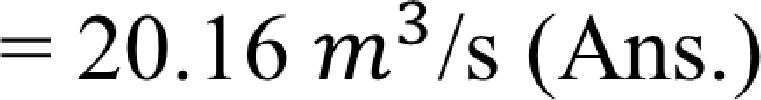 = 20.16 m³/s (Ans.)